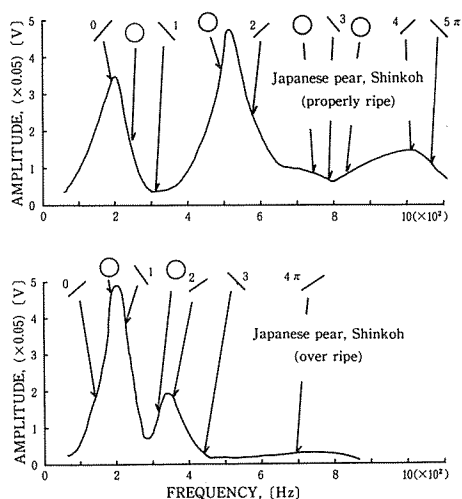 0 1 2 3 4 5π
AMPLITUDE, (×0.05) [V]
5
4
3
2
1
0
Japanese pear, Shinkoh
(properly ripe)
0 2 4 6 8 10(×10²)
0 1 2 3 4π
AMPLITUDE, (×0.05) [V]
5
4
3
2
1
0
Japanese pear, Shinkoh
(over ripe)
0 2 4 6 8 10(×10²)
FREQUENCY, [Hz]